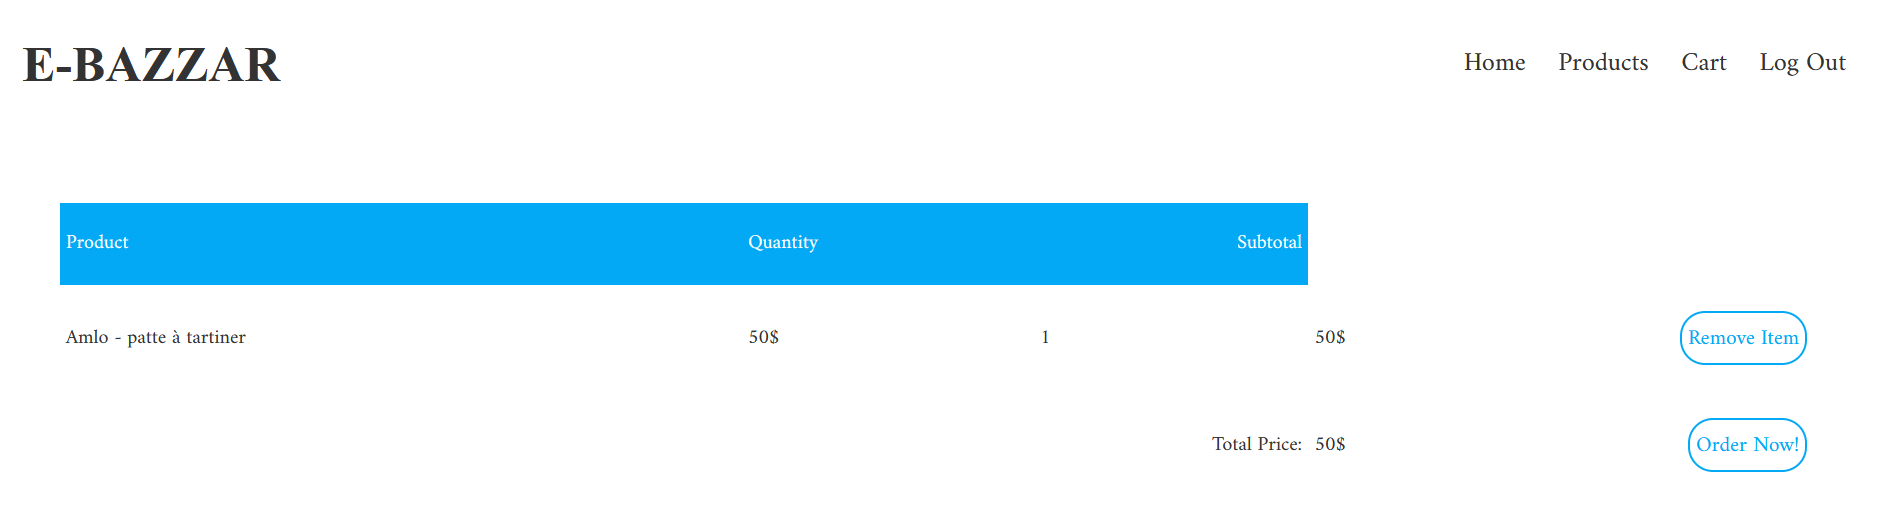 E-BAZZAR
Home Products Cart Log Out
Product Quantity Subtotal
Amlo - patte à tartiner 50$ 1 50$ Remove Item
Total Price: 50$ Order Now!